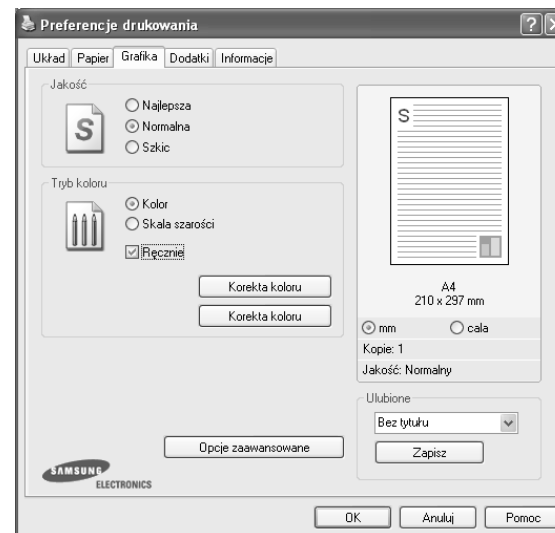 Preferencje drukowania
Układ Papier Grafika Dodatki Informacje
Jakość
S
Najlepsza
Normalna
Szkic
Tryb koloru
Kolor
Skala szarości
Ręcznie
Korekta koloru
Korekta koloru
Opcje zaawansowane
SAMSUNG
ELECTRONICS
S
A4
210 x 297 mm
mm cala
Kopie: 1
Jakość: Normalny
Ulubione
Bez tytułu
Zapisz
OK Anuluj Pomoc